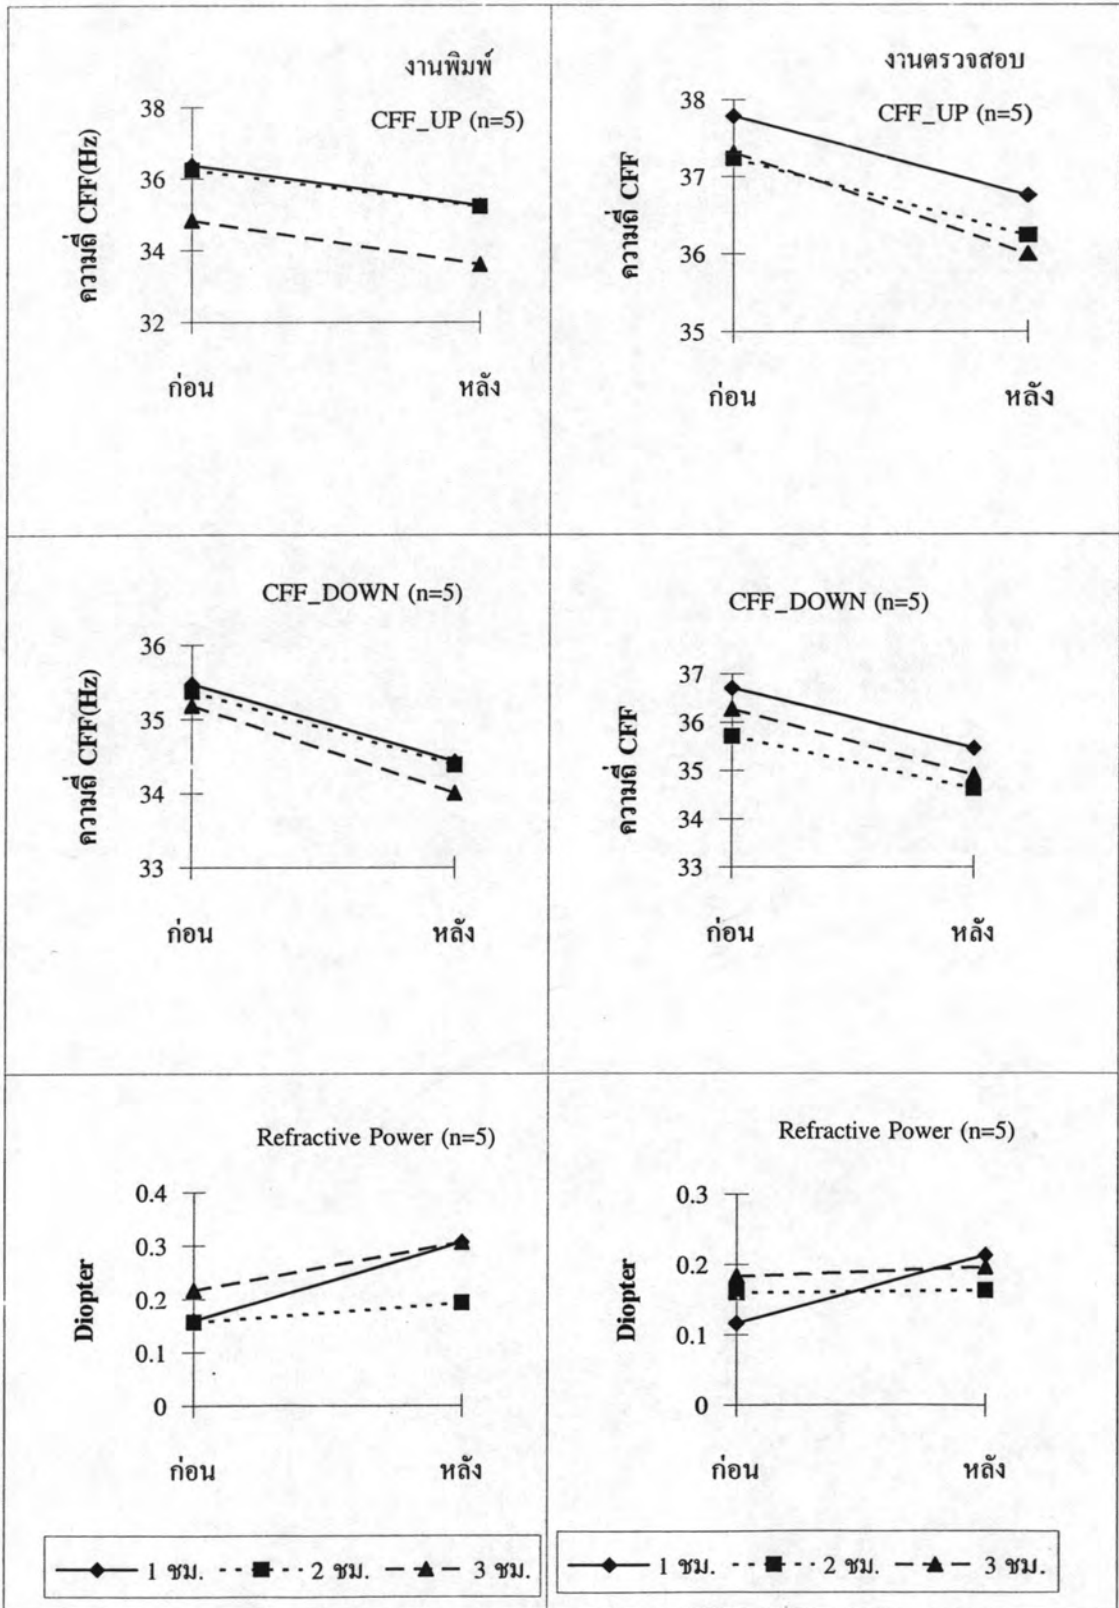 งานพิมพ์
CFF_UP (n=5)
ความถี่ CFF(Hz)
38
36
34
32
ก่อน หลัง
งานตรวจสอบ
CFF_UP (n=5)
ความถี่ CFF
38
37
36
35
ก่อน หลัง
CFF_DOWN (n=5)
ความถี่ CFF(Hz)
36
35
34
33
ก่อน หลัง
CFF_DOWN (n=5)
ความถี่ CFF
37
36
35
34
33
ก่อน หลัง
Refractive Power (n=5)
Diopter
0.4
0.3
0.2
0.1
0
ก่อน หลัง
Refractive Power (n=5)
Diopter
0.3
0.2
0.1
0
ก่อน หลัง
1 ชม. 2 ชม. 3 ชม.
1 ชม. 2 ชม. 3 ชม.